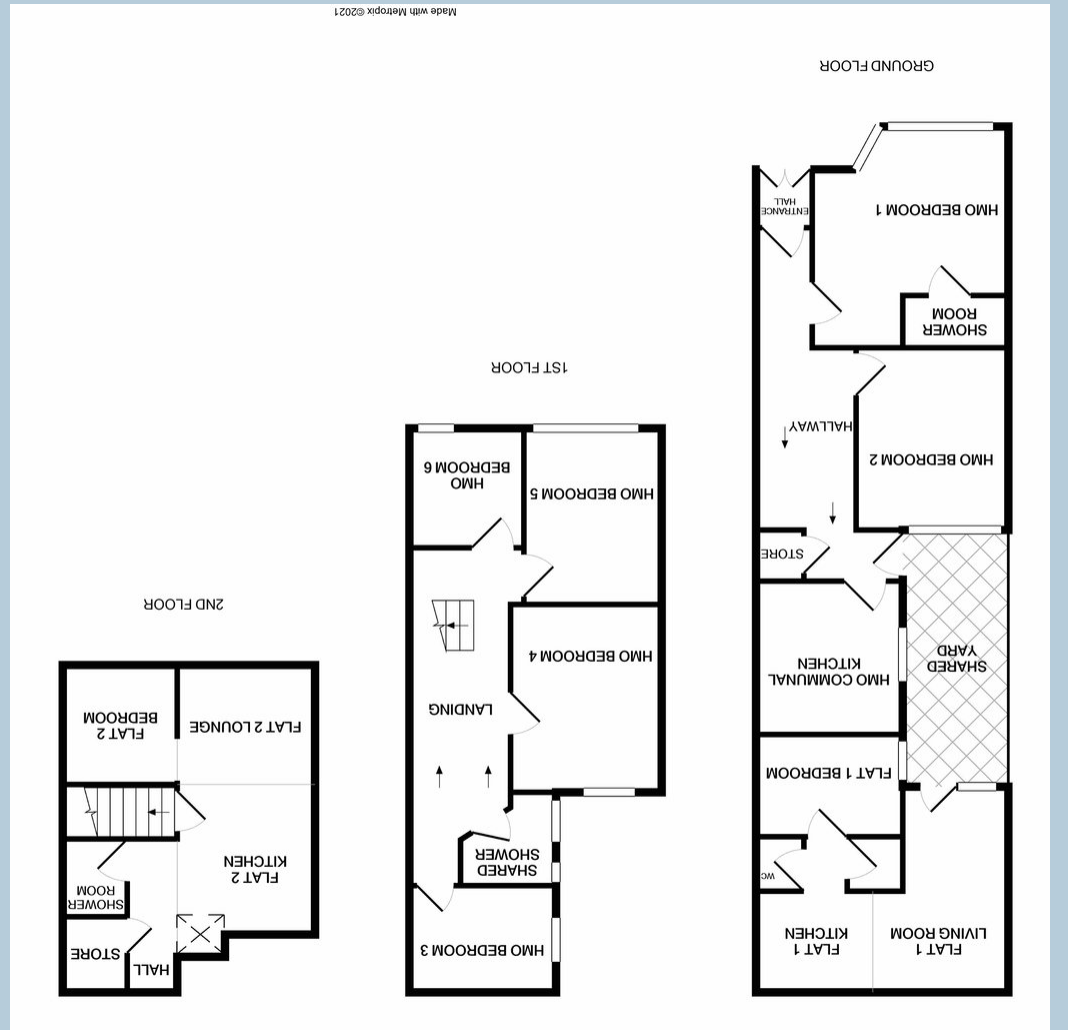 FLAT 1
LIVING ROOM
FLAT 1
KITCHEN
WC
FLAT 1 BEDROOM
SHARED
YARD
HMO COMMUNAL
KITCHEN
STORE
HMO BEDROOM 2
HALLWAY
SHOWER
ROOM
HMO BEDROOM 1
ENTRANCE
HALL
GROUND FLOOR
HMO BEDROOM 3
SHARED
SHOWER
LANDING
HMO BEDROOM 4
HMO BEDROOM 5
HMO
BEDROOM 6
1ST FLOOR
HALL
STORE
SHOWER
ROOM
FLAT 2
KITCHEN
FLAT 2 LOUNGE
FLAT 2
BEDROOM
2ND FLOOR
Made with Metropix ©2021